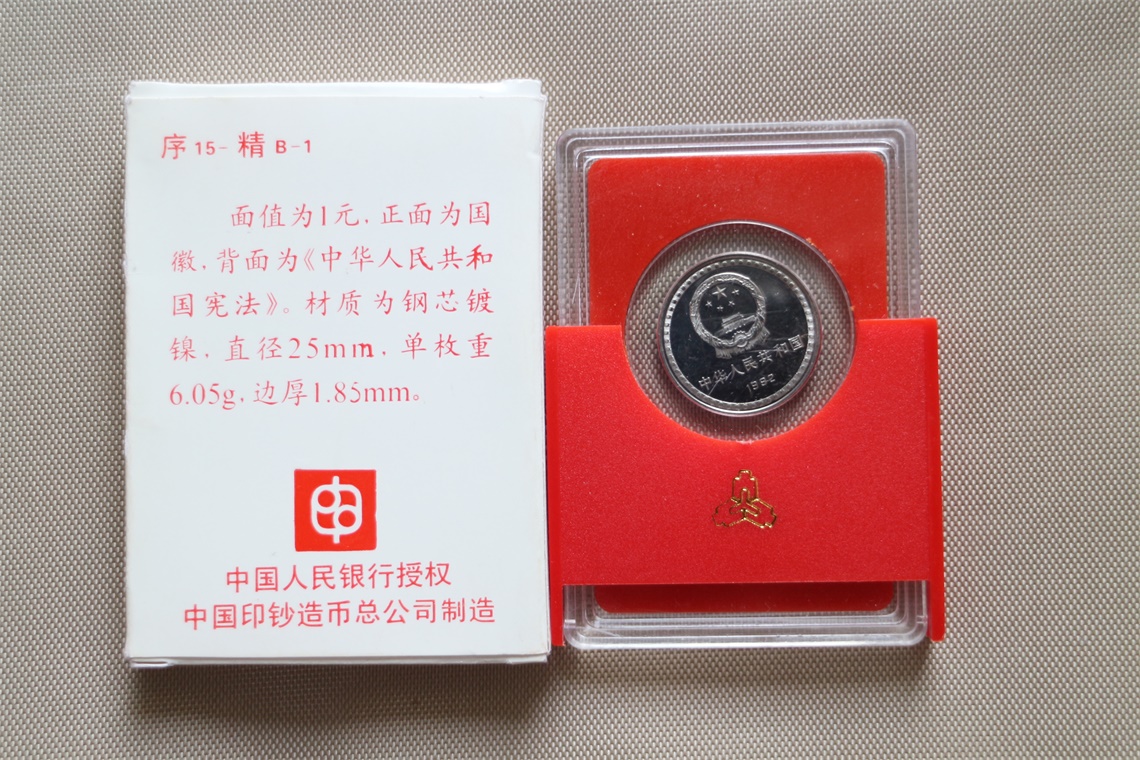 序15-精B-1
面值为1元，正面为国
徽，背面为《中华人民共和
国宪法》。材质为钢芯镀
镍，直径25mm，单枚重
6.05g，边厚1.85mm。
中国人民银行授权
中国印钞造币总公司制造
中华人民共和国
1992